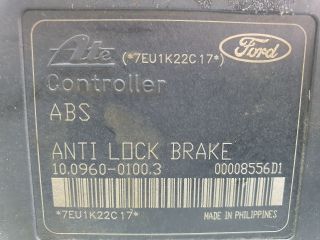 Ate (*7EU1K22C17*) Ford
Controller
ABS
ANTI LOCK BRAKE
10.0960-0100.3 00008556D1
*7EU1K22C17* MADE IN PHILIPPINES